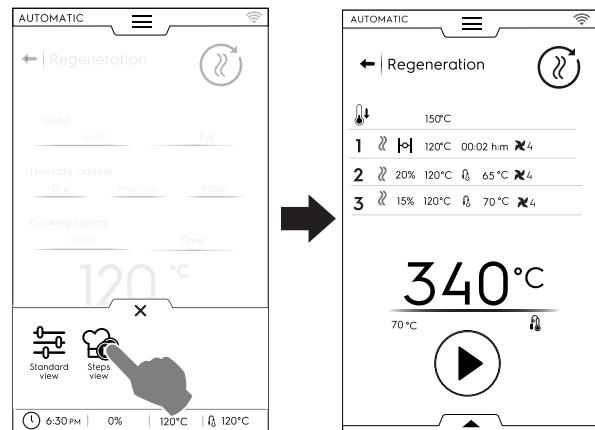 AUTOMATIC
Regeneration
Load
Half Full
Humidity content
Dry Medium Moist
Cooking control
Probe Timer
120 °C
Standard view
Steps view
6:30 PM 0% 120°C 120°C
AUTOMATIC
Regeneration
150°C
1 120°C 00:02 h:m 4
2 20% 120°C 65 °C 4
3 15% 120°C 70 °C 4
340°C
70 °C